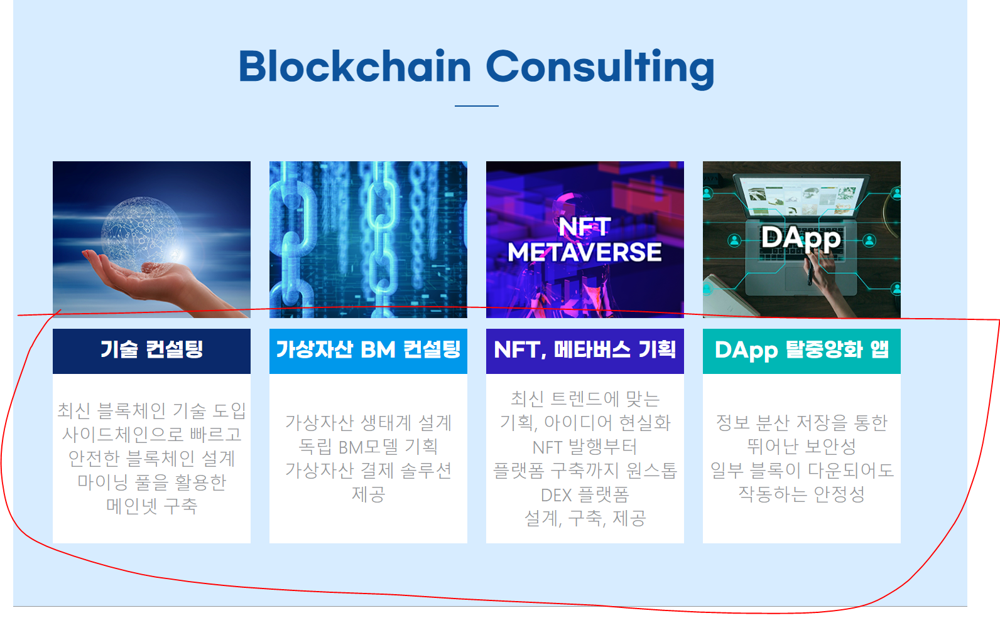 Blockchain Consulting
NFT
METAVERSE
DApp
기술 컨설팅
최신 블록체인 기술 도입
사이드체인으로 빠르고
안전한 블록체인 설계
마이닝 풀을 활용한
메인넷 구축
가상자산 BM 컨설팅
가상자산 생태계 설계
독립 BM모델 기획
가상자산 결제 솔루션
제공
NFT, 메타버스 기획
최신 트렌드에 맞는
기획, 아이디어 현실화
NFT 발행부터
플랫폼 구축까지 원스톱
DEX 플랫폼
설계, 구축, 제공
DApp 탈중앙화 앱
정보 분산 저장을 통한
뛰어난 보안성
일부 블록이 다운되어도
작동하는 안정성